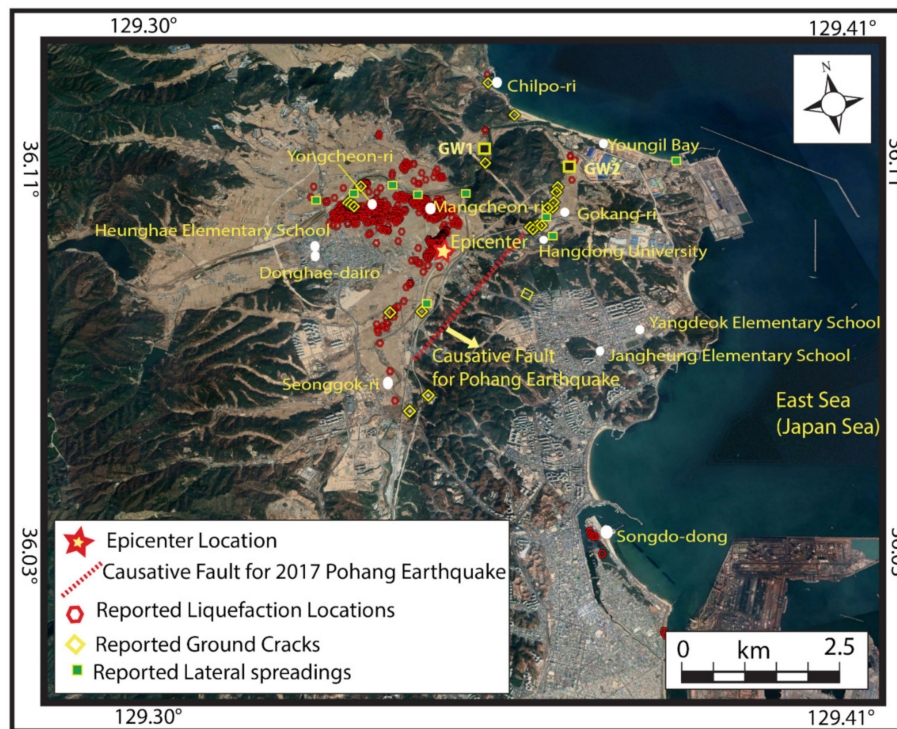 129.30°
129.41°
N
Chilpo-ri
GW1
Youngil Bay
36.11°
36.11°
Yongcheon-ri
GW2
Mangcheon-ri
Gokang-ri
Heunghae Elementary School
Epicenter
Hangdong University
Donghae-dairo
Yangdeok Elementary School
Causative Fault
for Pohang Earthquake
Jangheung Elementary School
Seonggok-ri
East Sea
(Japan Sea)
36.03°
Epicenter Location
Causative Fault for 2017 Pohang Earthquake
Reported Liquefaction Locations
Reported Ground Cracks
Reported Lateral spreadings
Songdo-dong
0 km 2.5
129.30°
129.41°